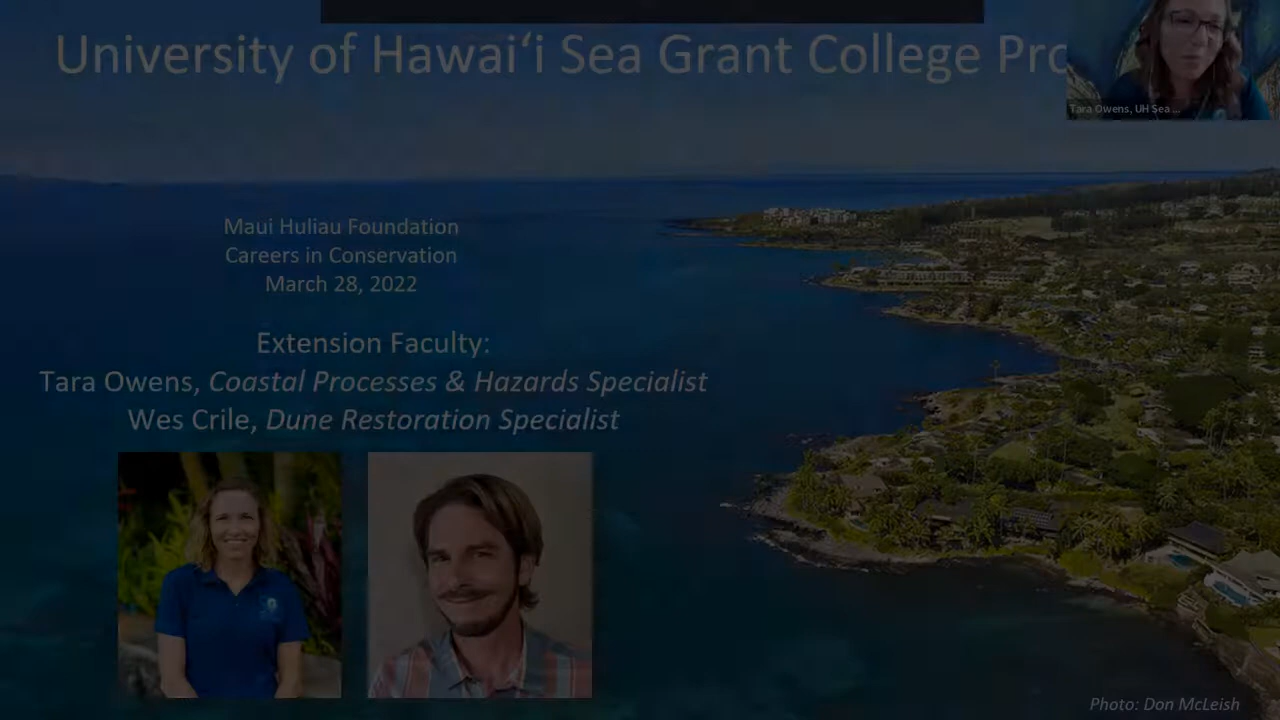 University of Hawaiʻi Sea Grant College Pro
Tara Owens, UH Sea ...
Maui Huliau Foundation
Careers in Conservation
March 28, 2022
Extension Faculty:
Tara Owens, Coastal Processes & Hazards Specialist
Wes Crile, Dune Restoration Specialist
Photo: Don McLeish